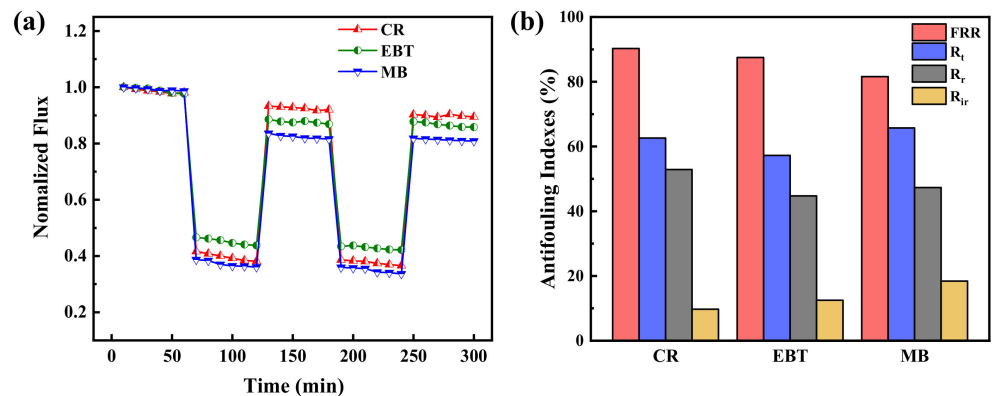 (a)
CR
EBT
MB
1.2
1.0
0.8
0.6
0.4
0.2
Nomalized Flux
0 50 100 150 200 250 300
Time (min)
(b)
FRR
Rt
Rr
Rir
100
80
60
40
20
0
Antifouling Indexes (%)
CR EBT MB